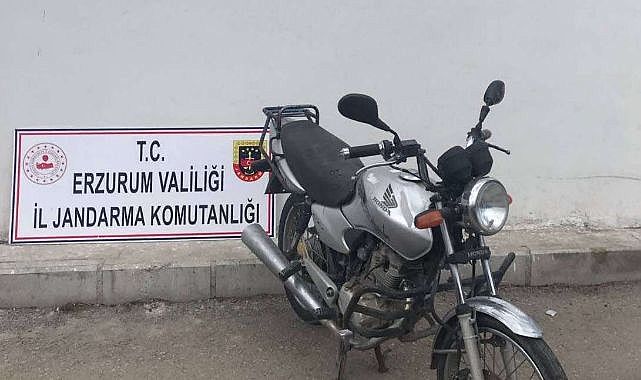 T.C.
ERZURUM VALİLİĞİ
İL JANDARMA KOMUTANLIĞI